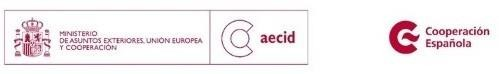 MINISTERIO
DE ASUNTOS EXTERIORES, UNIÓN EUROPEA
Y COOPERACIÓN
aecid
Cooperación
Española